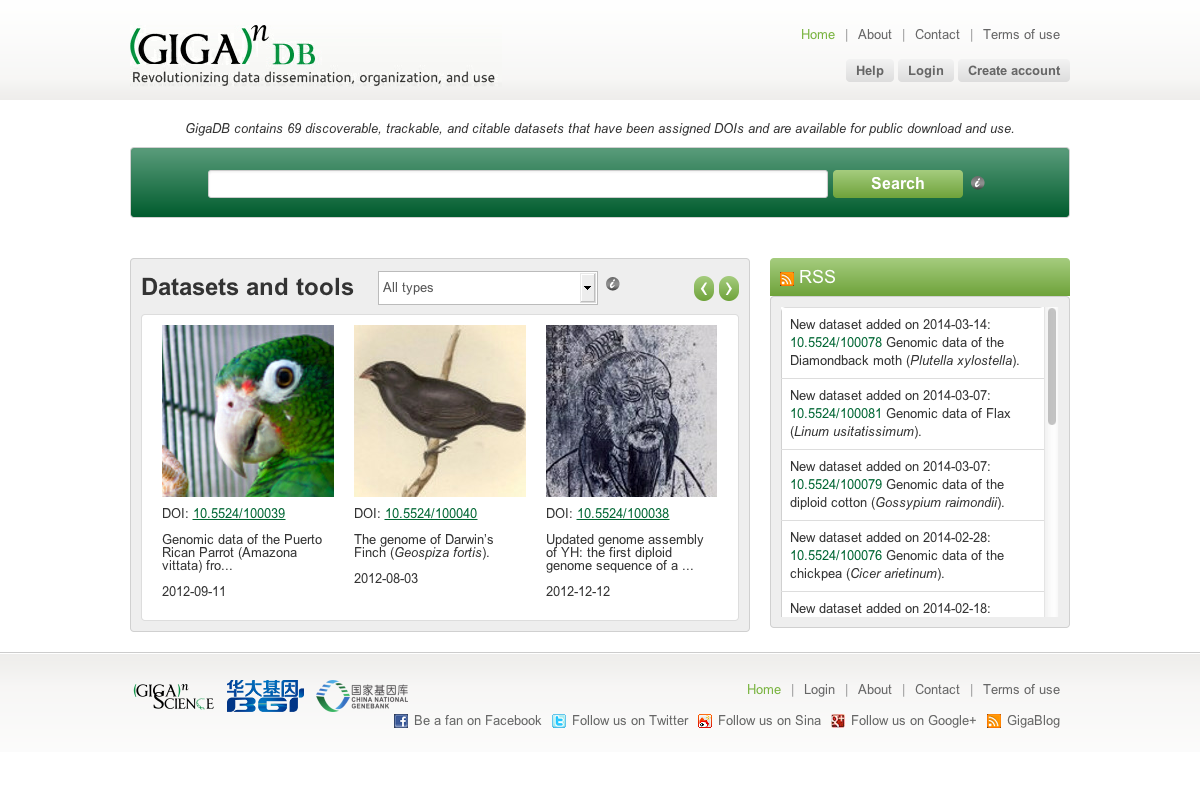 (GIGA)n DB
Revolutionizing data dissemination, organization, and use
Home | About | Contact | Terms of use
Help Login Create account
GigaDB contains 69 discoverable, trackable, and citable datasets that have been assigned DOIs and are available for public download and use.
Search
Datasets and tools
All types
DOI: 10.5524/100039
Genomic data of the Puerto
Rican Parrot (Amazona
vittata) fro...
2012-09-11
DOI: 10.5524/100040
The genome of Darwin's
Finch (Geospiza fortis).
2012-08-03
DOI: 10.5524/100038
Updated genome assembly
of YH: the first diploid
genome sequence of a ...
2012-12-12
RSS
New dataset added on 2014-03-14:
10.5524/100078 Genomic data of the
Diamondback moth (Plutella xylostella).
New dataset added on 2014-03-07:
10.5524/100081 Genomic data of Flax
(Linum usitatissimum).
New dataset added on 2014-03-07:
10.5524/100079 Genomic data of the
diploid cotton (Gossypium raimondii).
New dataset added on 2014-02-28:
10.5524/100076 Genomic data of the
chickpea (Cicer arietinum).
New dataset added on 2014-02-18:
(GIGA)n SCIENCE
华大基因
BGI
国家基因库
CHINA NATIONAL
GENEBANK
Home | Login | About | Contact | Terms of use
Be a fan on Facebook Follow us on Twitter Follow us on Sina Follow us on Google+ GigaBlog